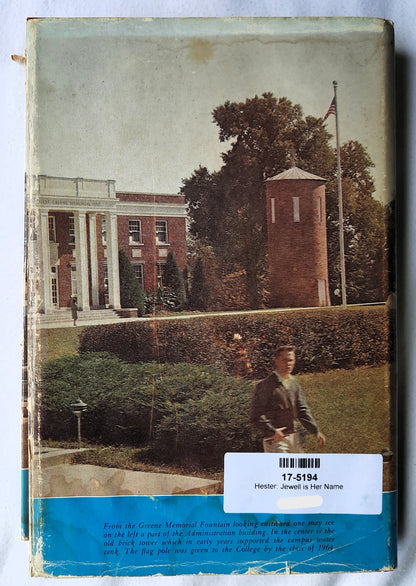 GREENE MEMORIAL
17-5194
Hester: Jewell is Her Name
From the Greene Memorial Fountain looking eastward one may see
on the left a part of the Administration building. In the center is the
old brick tower which in early years supported the campus water
tank. The flag pole was given to the College by the class of 1964.